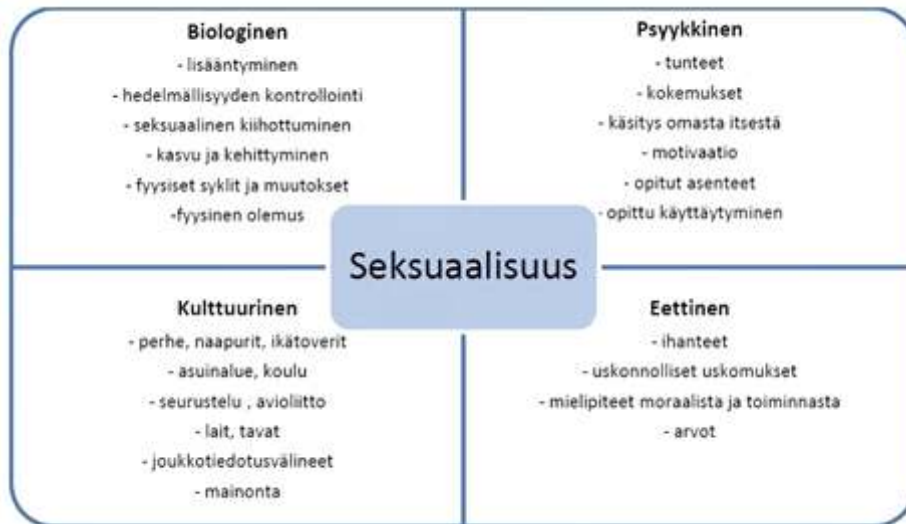 Biologinen
- lisääntyminen
- hedelmällisyyden kontrollointi
- seksuaalinen kiihottuminen
- kasvu ja kehittyminen
- fyysiset syklit ja muutokset
-fyysinen olemus
Psyykkinen
- tunteet
- kokemukset
- käsitys omasta itsestä
- motivaatio
- opitut asenteet
- opittu käyttäytyminen
Seksuaalisuus
Kulttuurinen
- perhe, naapurit, ikätoverit
- asuinalue, koulu
- seurustelu , avioliitto
- lait, tavat
- joukkotiedotusvälineet
- mainonta
Eettinen
- ihanteet
- uskonnolliset uskomukset
- mielipiteet moraalista ja toiminnasta
- arvot